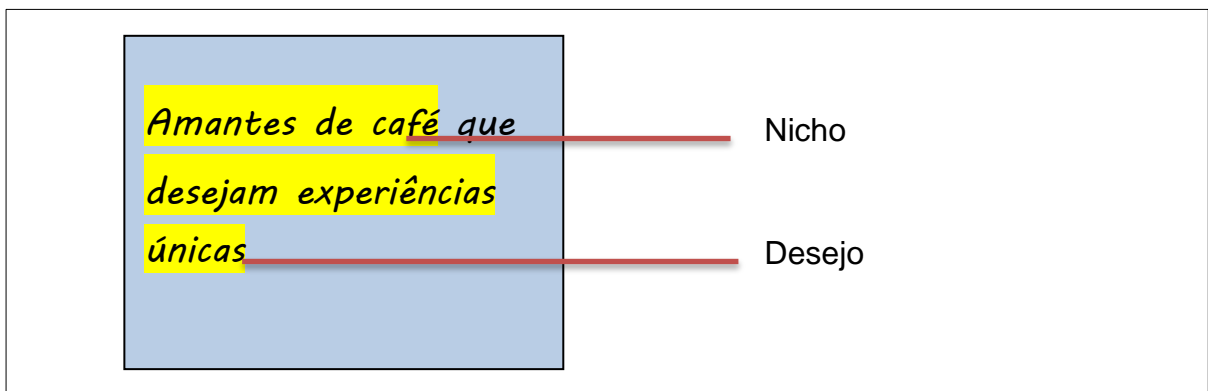 Amantes de café que
desejam experiências
únicas
Nicho
Desejo